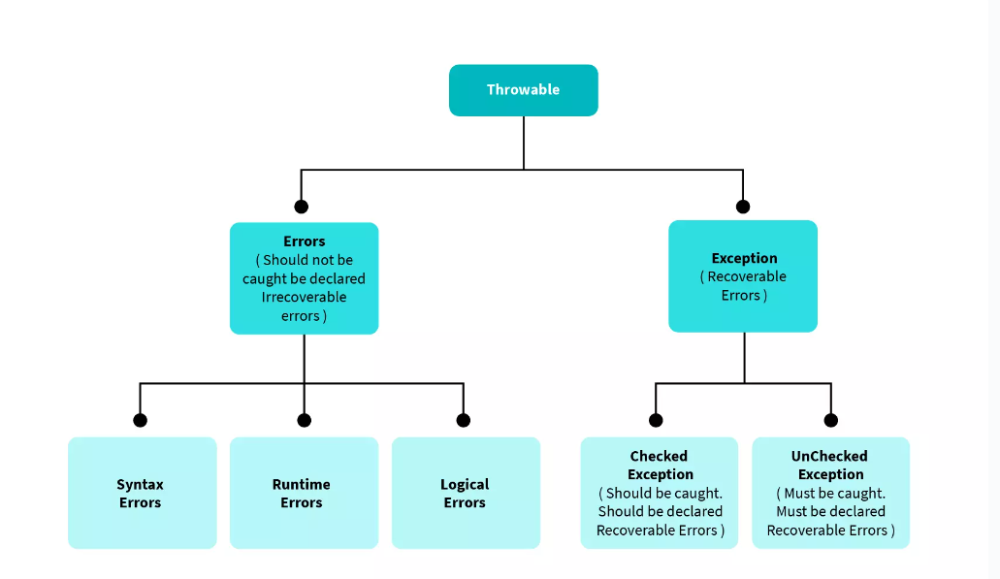 Throwable
Errors
( Should not be
caught be declared
Irrecoverable
errors )
Exception
( Recoverable
Errors )
Syntax
Errors
Runtime
Errors
Logical
Errors
Checked
Exception
( Should be caught.
Should be declared
Recoverable Errors )
UnChecked
Exception
( Must be caught.
Must be declared
Recoverable Errors )